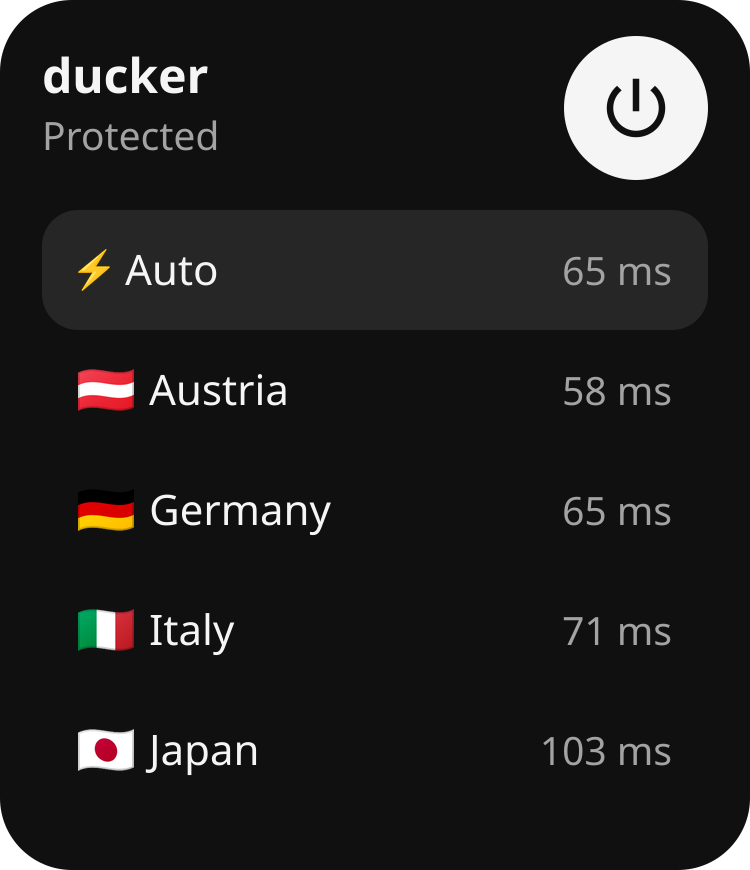 ducker
Protected
⚡ Auto 65 ms
🇦🇹 Austria 58 ms
🇩🇪 Germany 65 ms
🇮🇹 Italy 71 ms
🇯🇵 Japan 103 ms